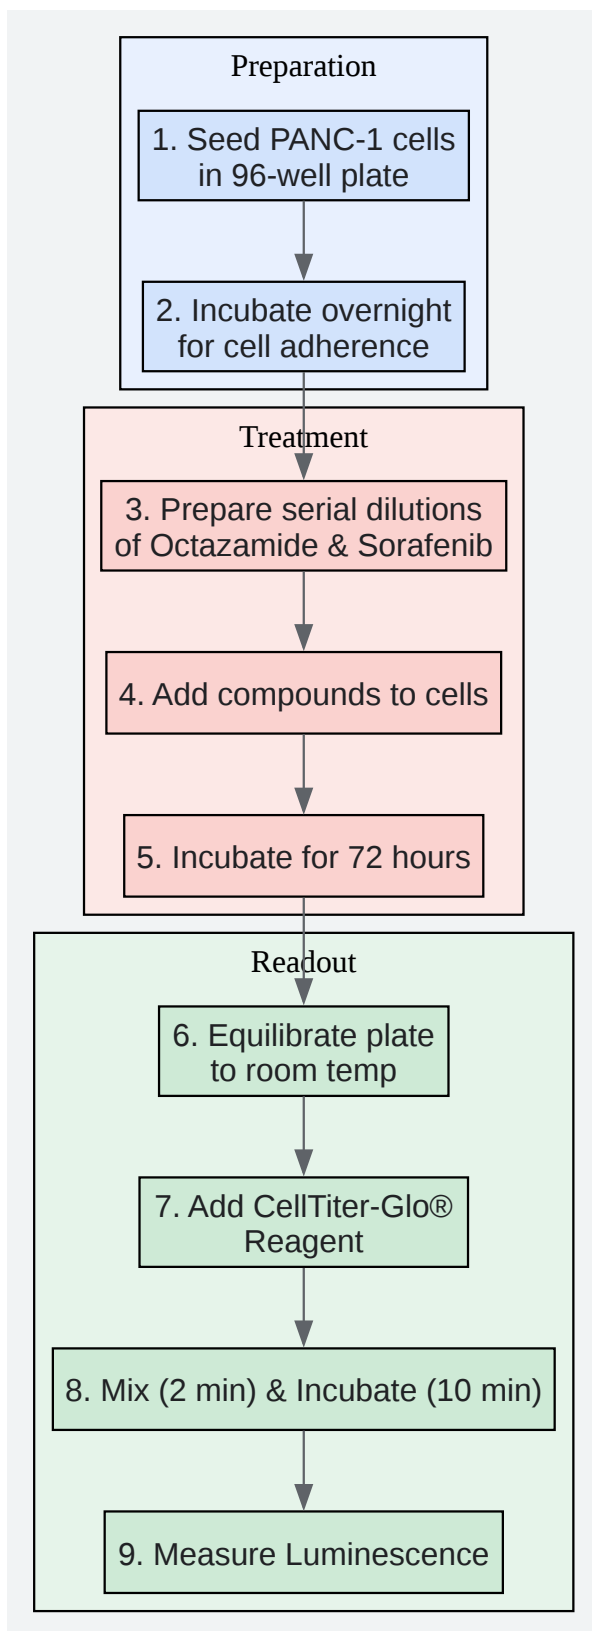 Preparation
1. Seed PANC-1 cells
in 96-well plate
2. Incubate overnight
for cell adherence
Treatment
3. Prepare serial dilutions
of Octazamide & Sorafenib
4. Add compounds to cells
5. Incubate for 72 hours
Readout
6. Equilibrate plate
to room temp
7. Add CellTiter-Glo®
Reagent
8. Mix (2 min) & Incubate (10 min)
9. Measure Luminescence